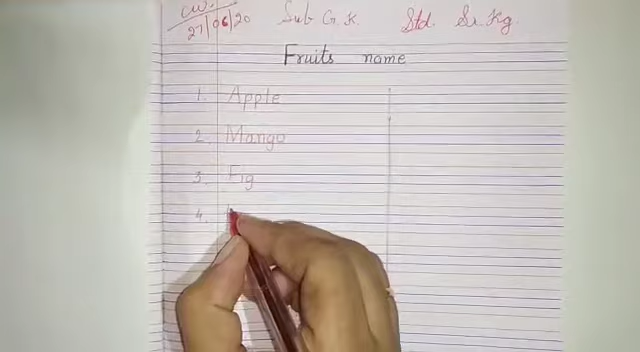 C.W. Sub G.K. Std. Sr. Kg.
27/06/20
Fruits name
1. Apple
2. Mango
3. Fig
4.